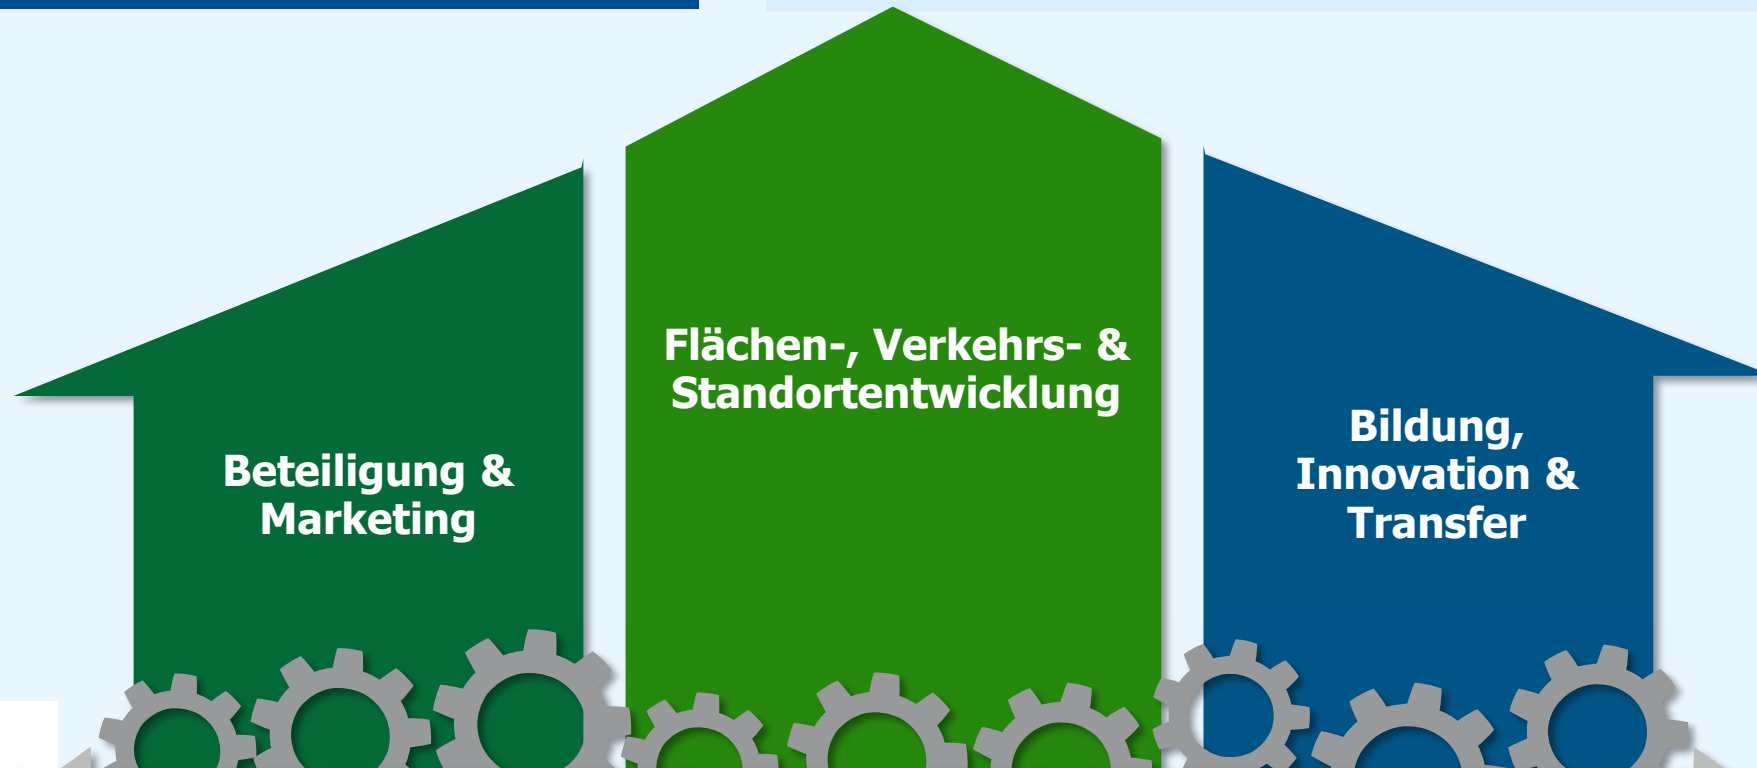 Beteiligung &
Marketing
Flächen-, Verkehrs- &
Standortentwicklung
Bildung,
Innovation &
Transfer